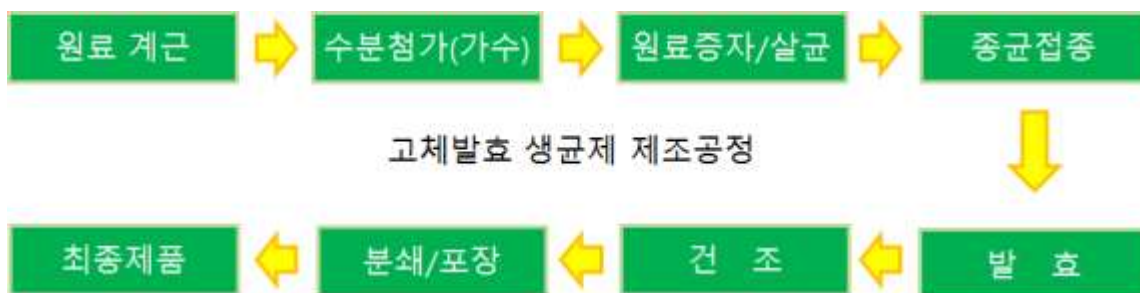 원료 계근
수분첨가(가수)
원료증자/살균
종균접종
고체발효 생균제 제조공정
발 효
건 조
분쇄/포장
최종제품